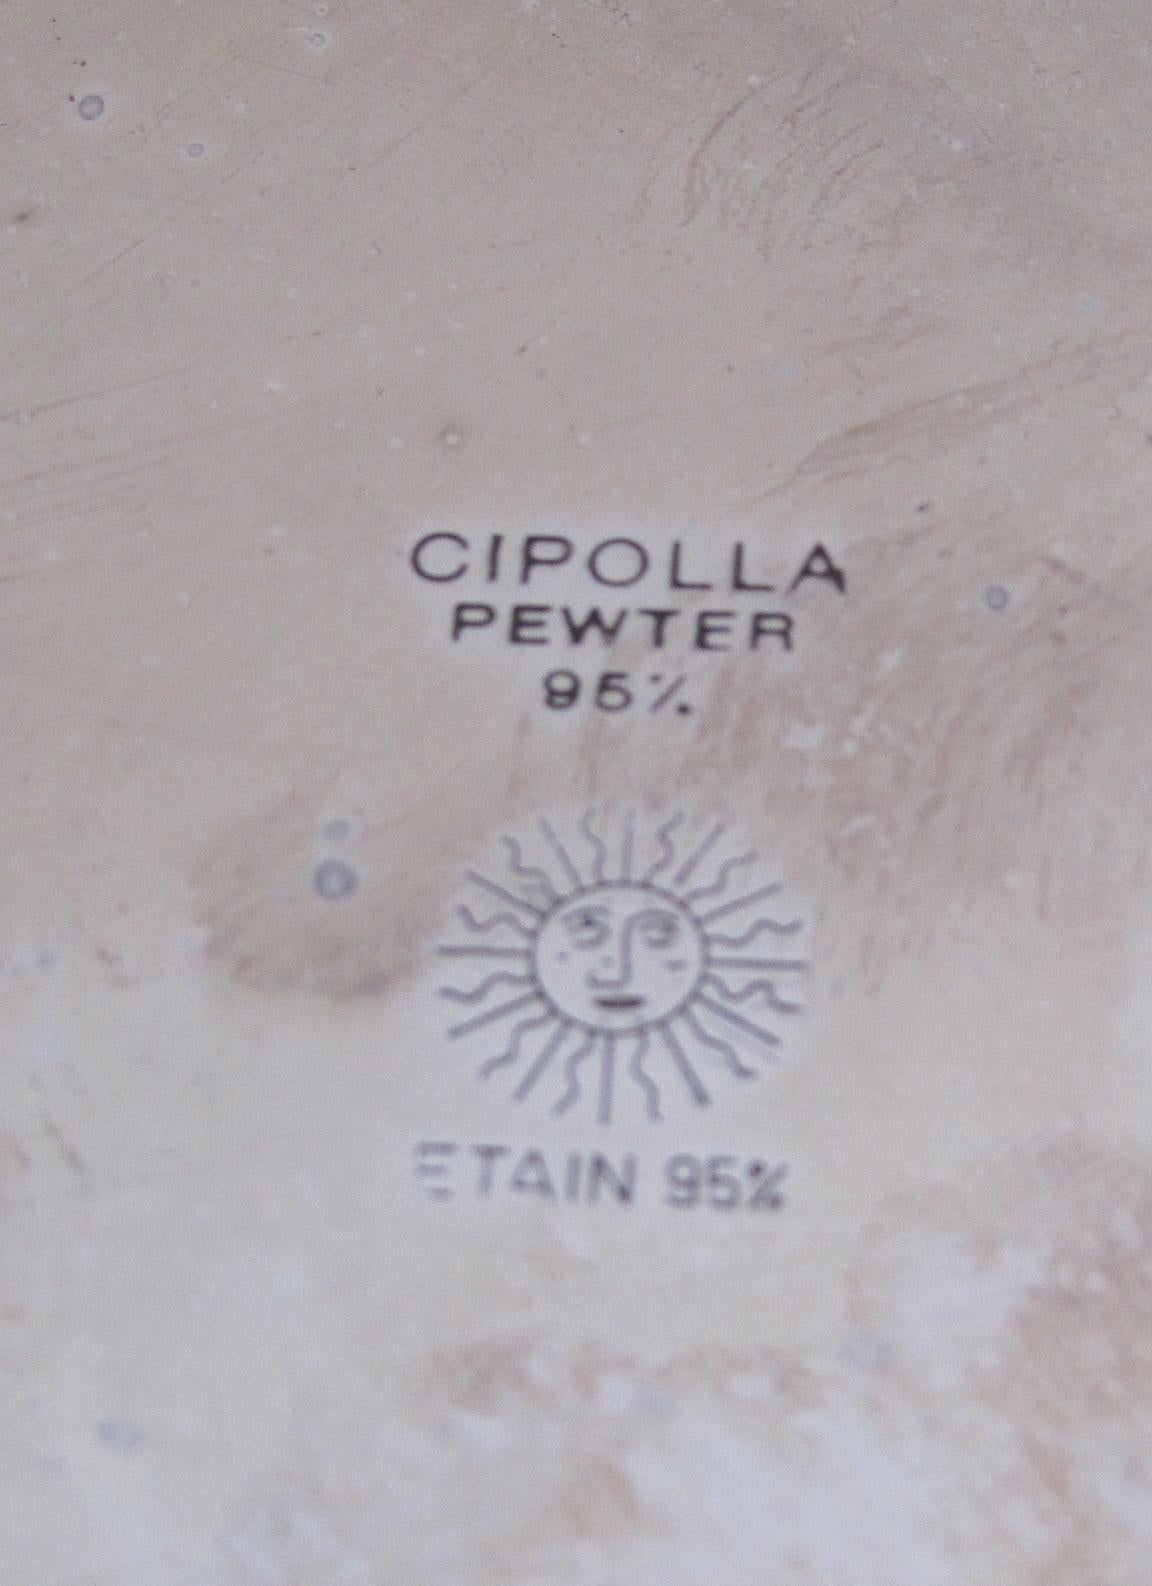 CIPOLLA
PEWTER
95%
ETAIN 95%